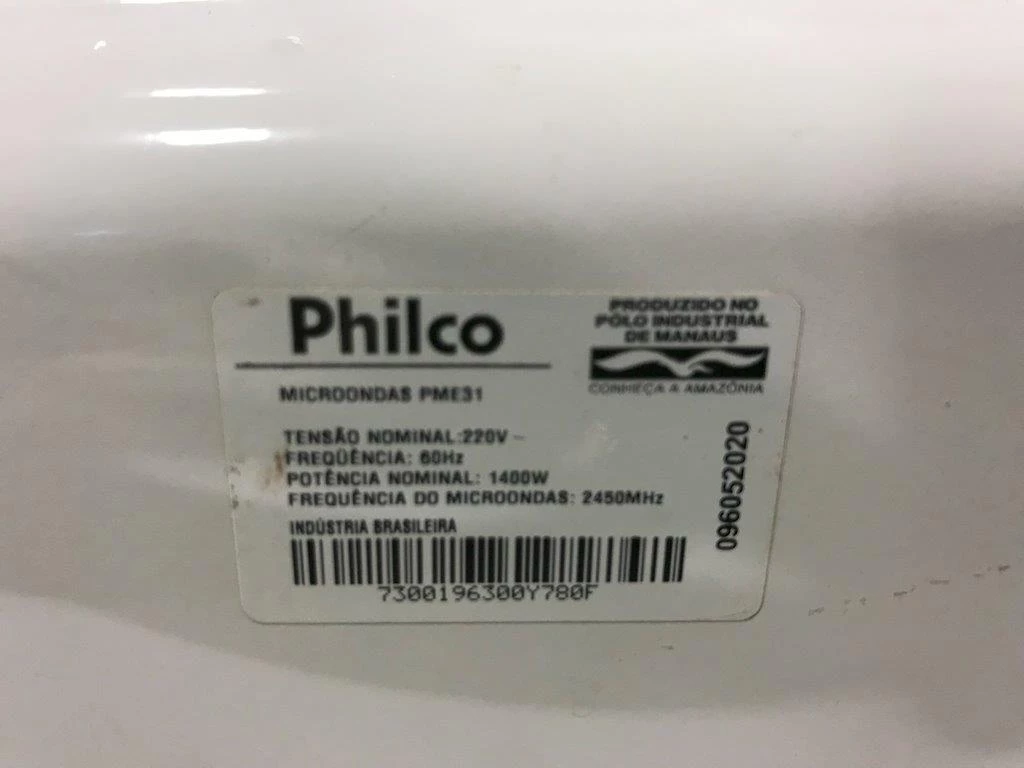 Philco
PRODUZIDO NO
PÓLO INDUSTRIAL
DE MANAUS
CONHEÇA A AMAZÔNIA
MICROONDAS PME31
TENSÃO NOMINAL:220V ~
FREQÜÊNCIA: 60Hz
POTÊNCIA NOMINAL: 1400W
FREQUÊNCIA DO MICROONDAS: 2450MHz
INDÚSTRIA BRASILEIRA
7300196300Y780F
096052020